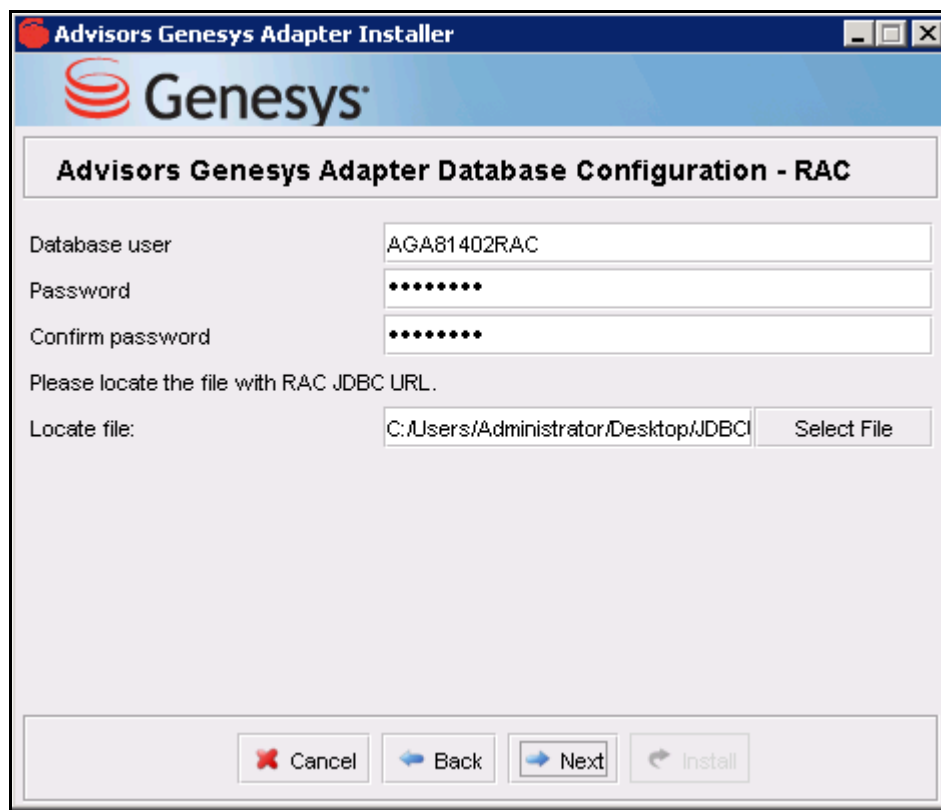 Advisors Genesys Adapter Installer
Genesys
Advisors Genesys Adapter Database Configuration - RAC
Database user AGA81402RAC
Password ••••••••
Confirm password ••••••••
Please locate the file with RAC JDBC URL.
Locate file: C:/Users/Administrator/Desktop/JDBC Select File
Cancel Back Next Install